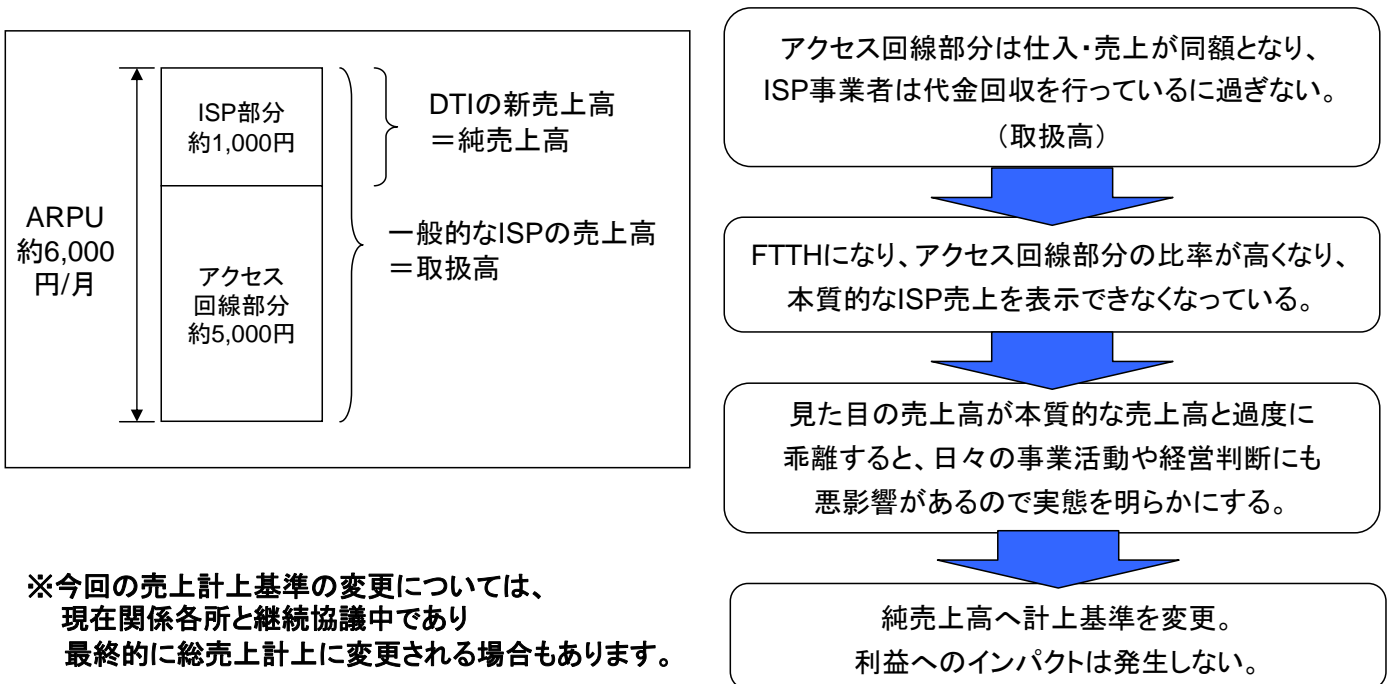 ARPU
約6,000
円/月
ISP部分
約1,000円
アクセス
回線部分
約5,000円
DTIの新売上高
＝純売上高
一般的なISPの売上高
＝取扱高
※今回の売上計上基準の変更については、
現在関係各所と継続協議中であり
最終的に総売上計上に変更される場合もあります。
アクセス回線部分は仕入・売上が同額となり、
ISP事業者は代金回収を行っているに過ぎない。
（取扱高）
FTTHになり、アクセス回線部分の比率が高くなり、
本質的なISP売上を表示できなくなっている。
見た目の売上高が本質的な売上高と過度に
乖離すると、日々の事業活動や経営判断にも
悪影響があるので実態を明らかにする。
純売上高へ計上基準を変更。
利益へのインパクトは発生しない。